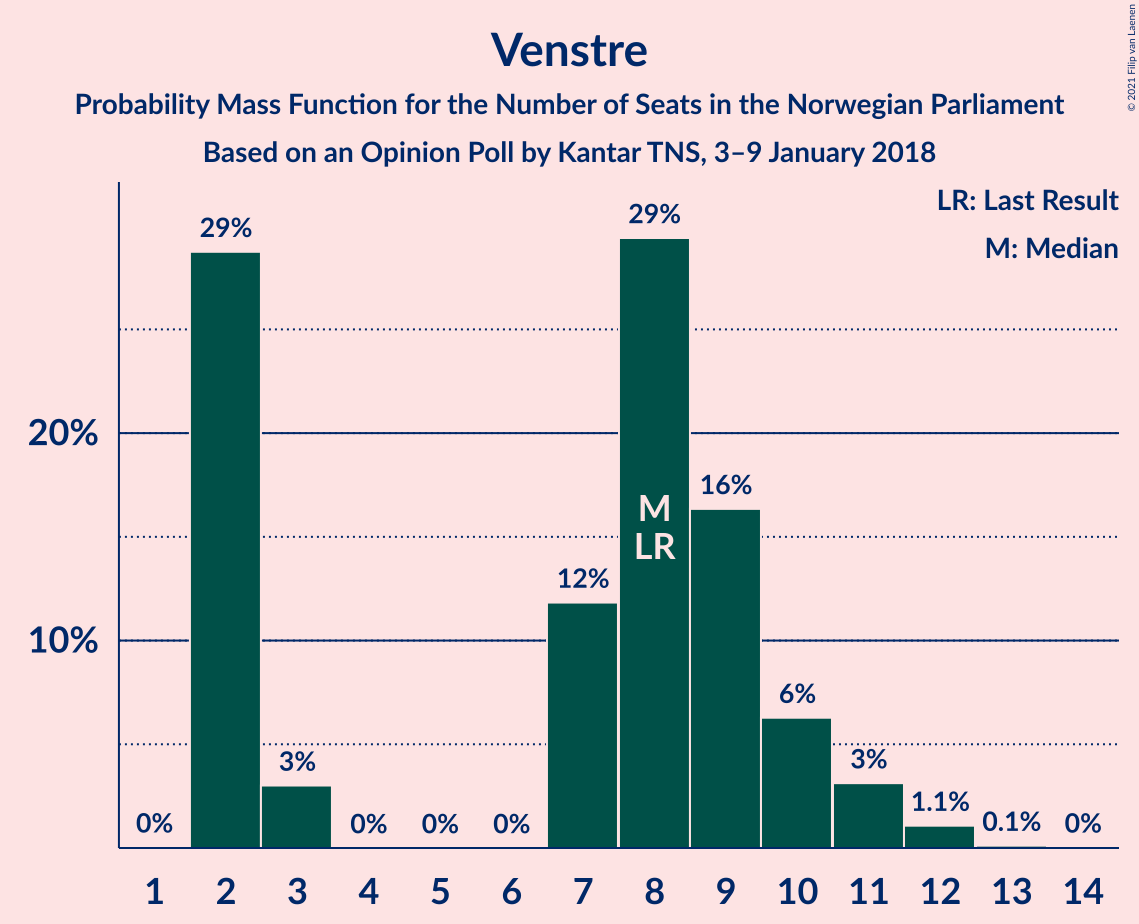 Venstre
Probability Mass Function for the Number of Seats in the Norwegian Parliament
Based on an Opinion Poll by Kantar TNS, 3–9 January 2018
© 2021 Filip van Laenen
LR: Last Result
M: Median
20%
10%
0%
29%
3%
0%
0%
0%
12%
29%
16%
6%
3%
1.1%
0.1%
0%
M
LR
1 2 3 4 5 6 7 8 9 10 11 12 13 14